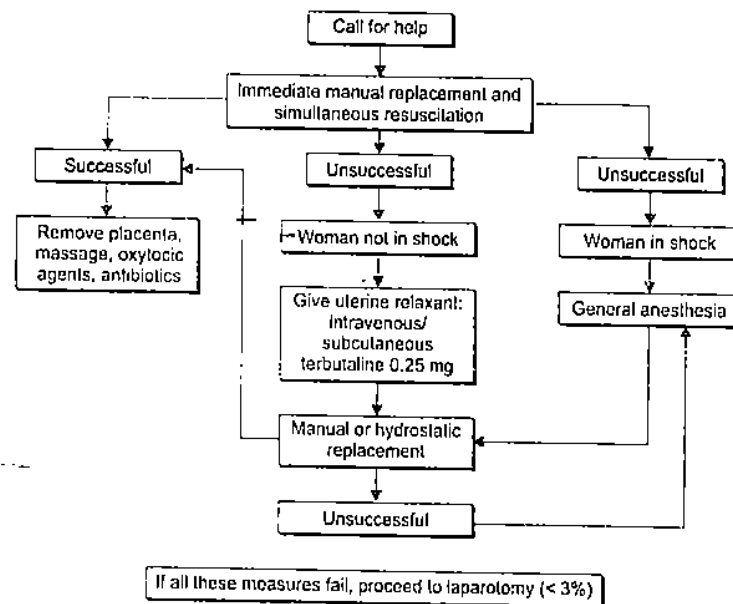 Call for help
Immediate manual replacement and
simultaneous resuscitation
Successful
Unsuccessful
Unsuccessful
Remove placenta,
massage, oxytocic
agents, antibiotics
Woman not in shock
Woman in shock
Give uterine relaxant:
Intravenous/
subcutaneous
terbutaline 0.25 mg
General anesthesia
Manual or hydrostatic
replacement
Unsuccessful
If all these measures fail, proceed to laparotomy (< 3%)